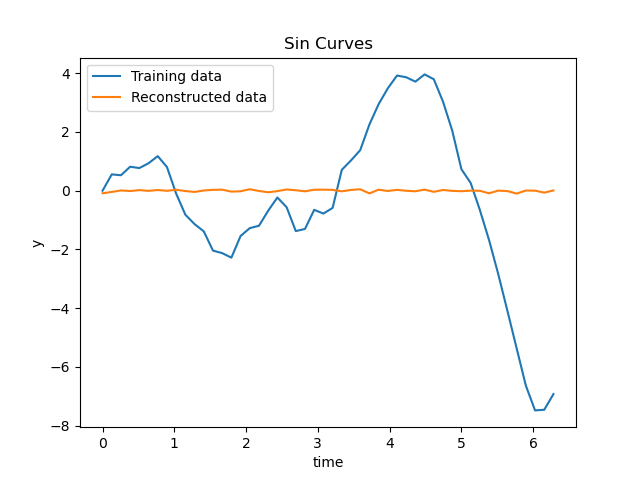 Sin Curves
Training data
Reconstructed data
4
2
0
−2
−4
−6
−8
y
0 1 2 3 4 5 6
time